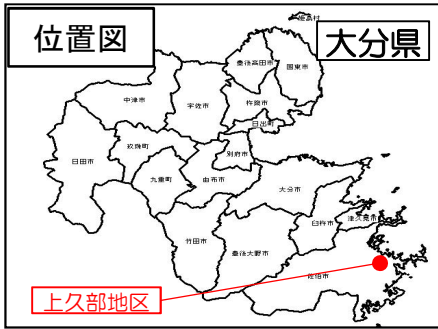 位置図
大分県
姫島村
豊後高田市
国東市
中津市
宇佐市
杵築市
日出町
日田市
玖珠町
別府市
九重町
由布市
大分市
臼杵市
津久見市
竹田市
豊後大野市
佐伯市
上久部地区